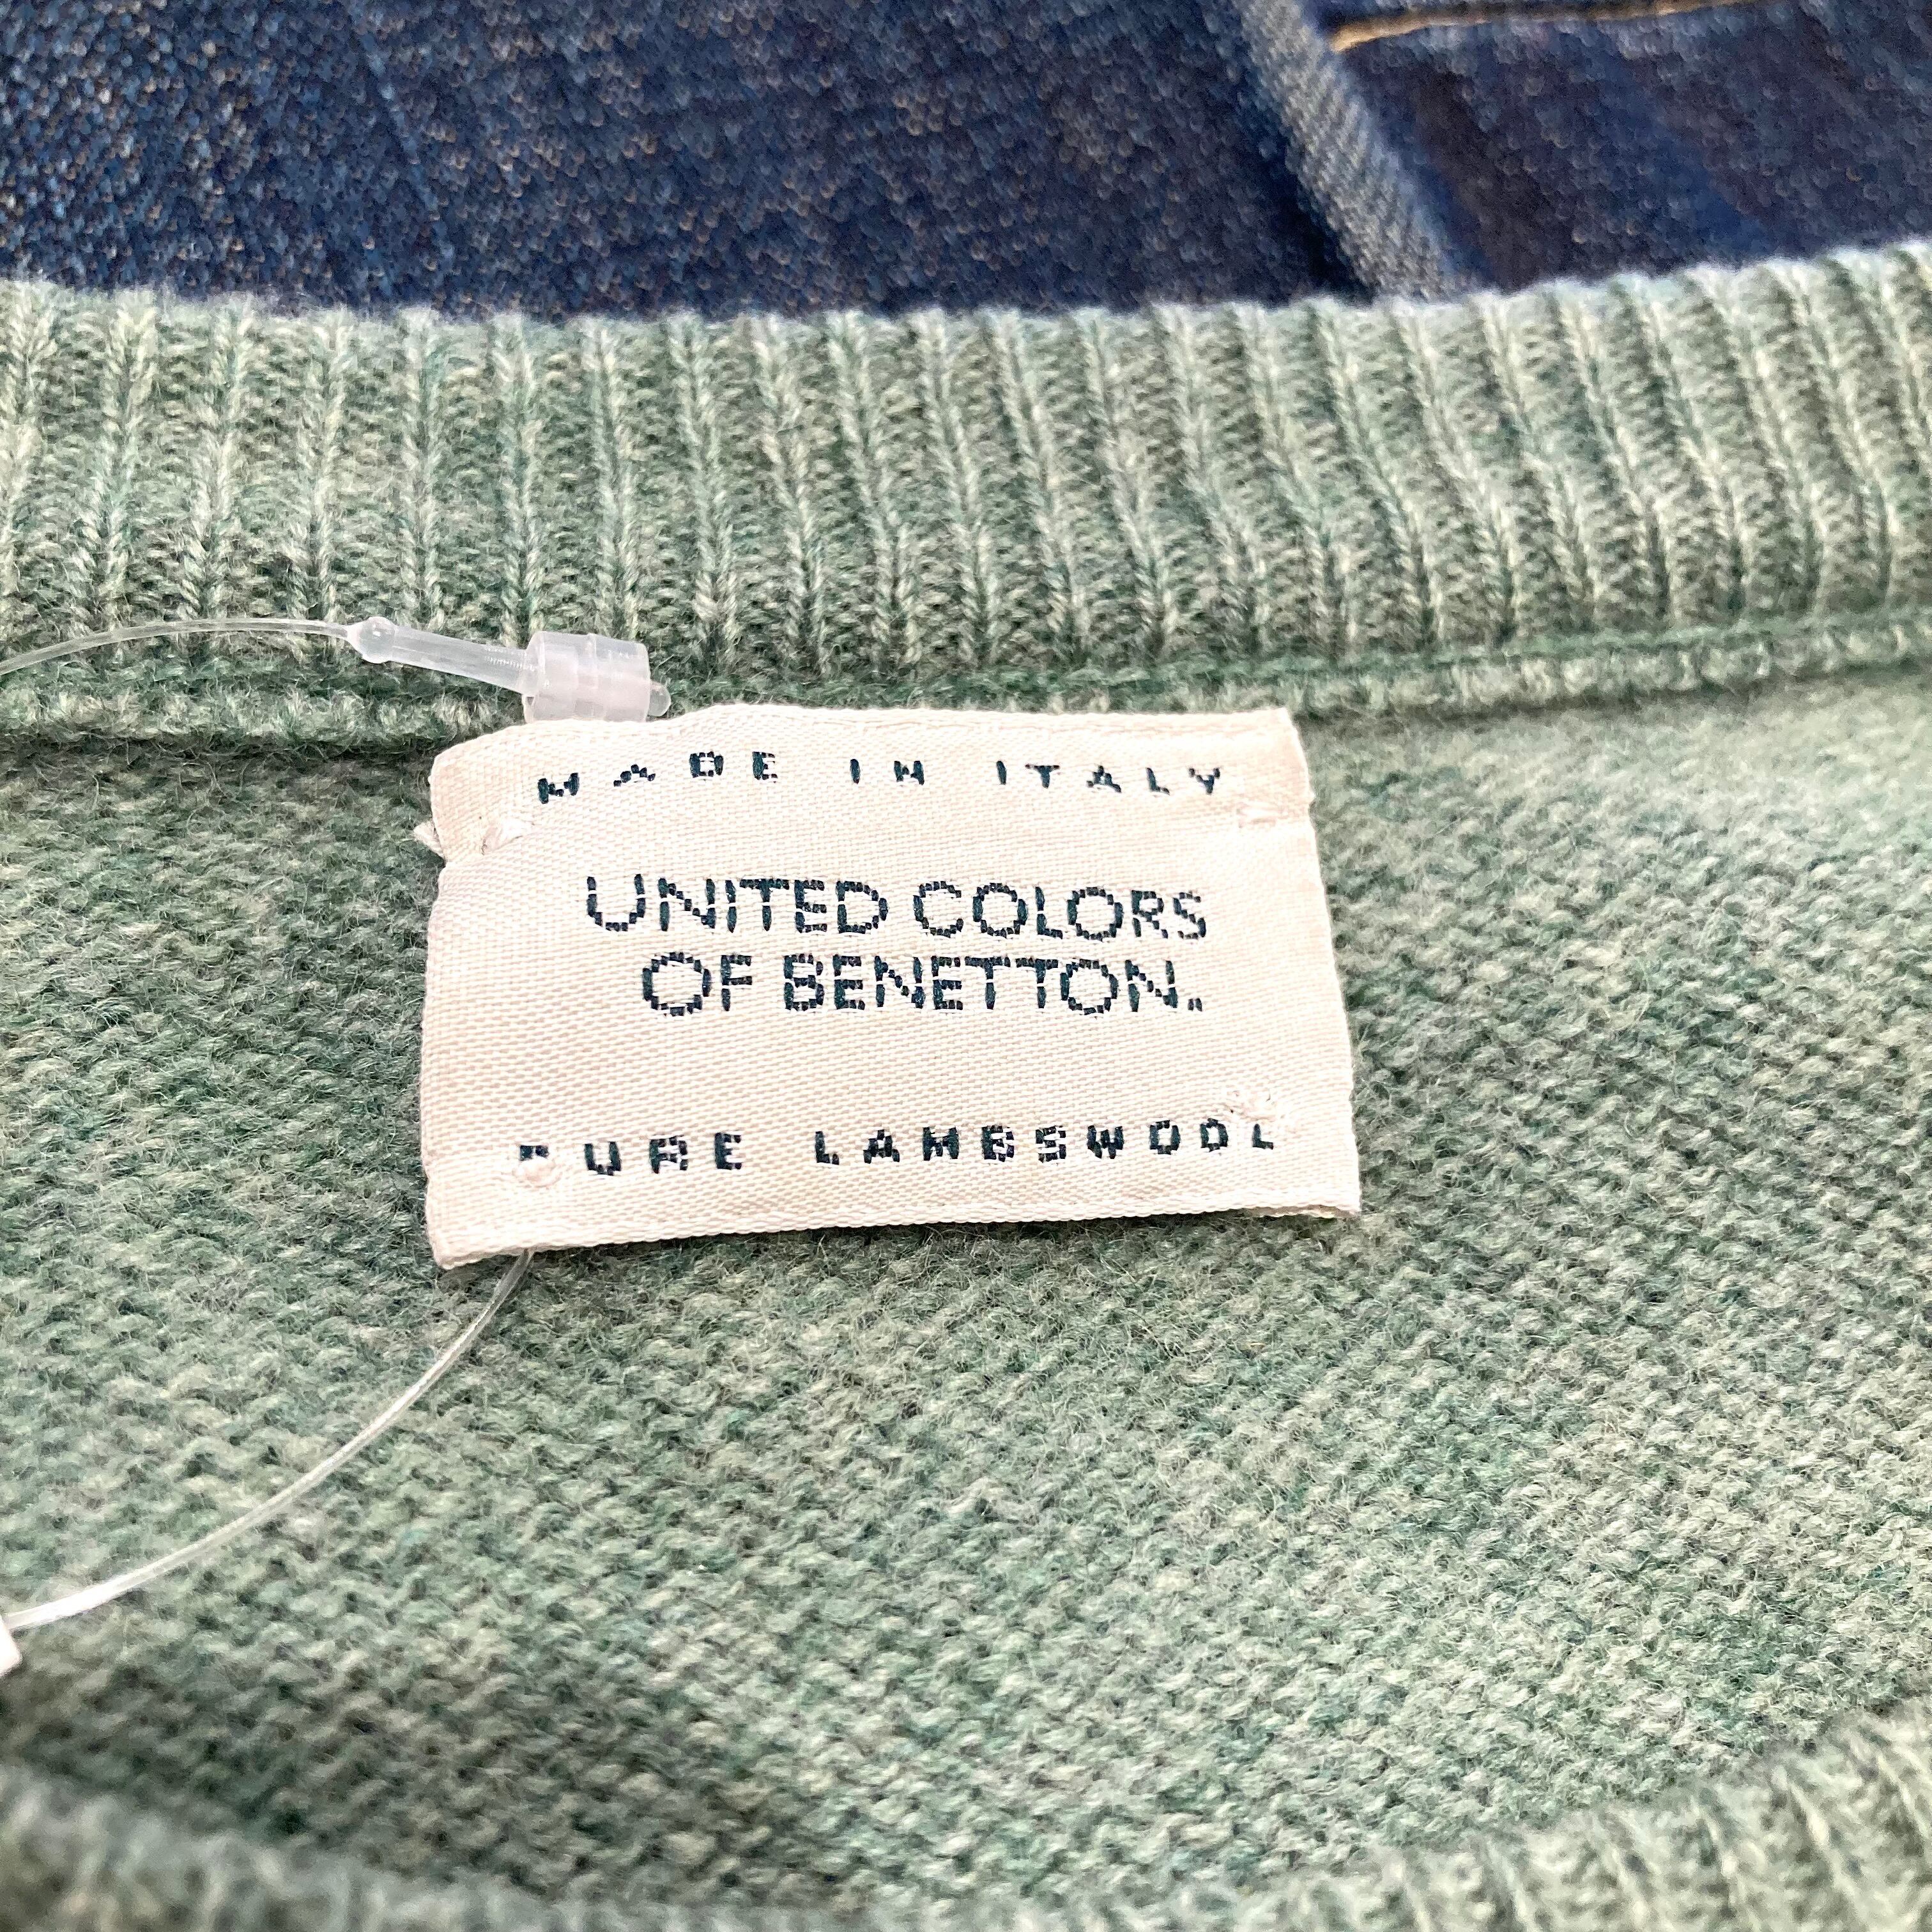 MADE IN ITALY
UNITED COLORS
OF BENETTON.
PURE LAMBSWOOL